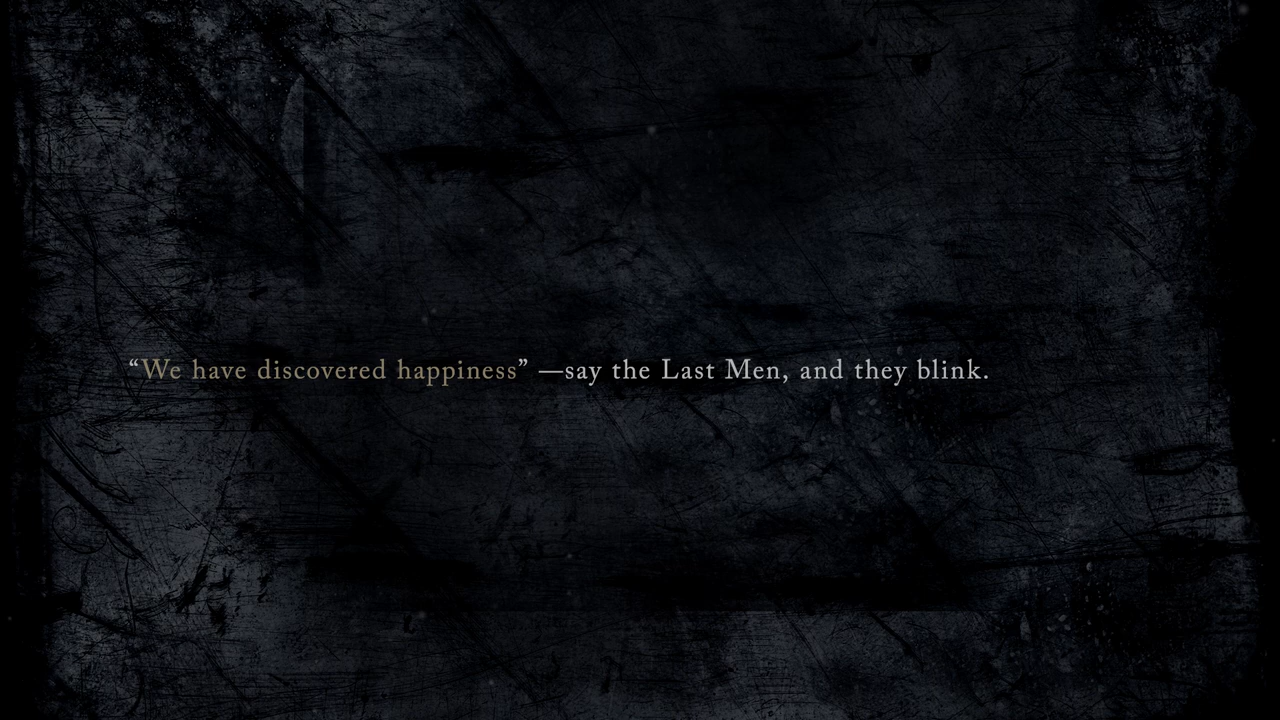 “We have discovered happiness” —say the Last Men, and they blink.